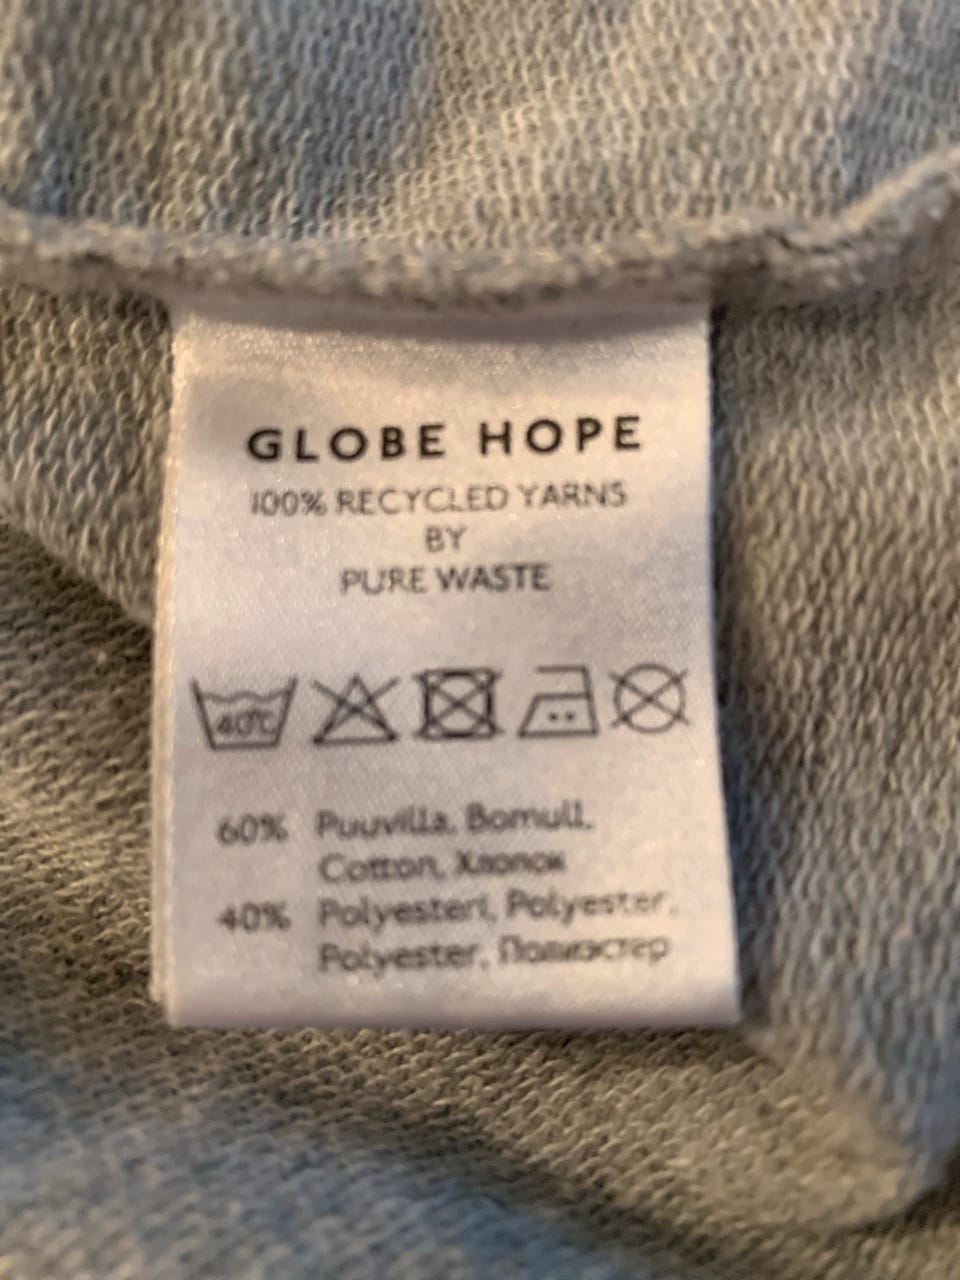 GLOBE HOPE
100% RECYCLED YARNS
BY
PURE WASTE
40°C
60% Puuvilla, Bomull,
Cotton, Хлопок
40% Polyesteri, Polyester,
Polyester, Полиэстер